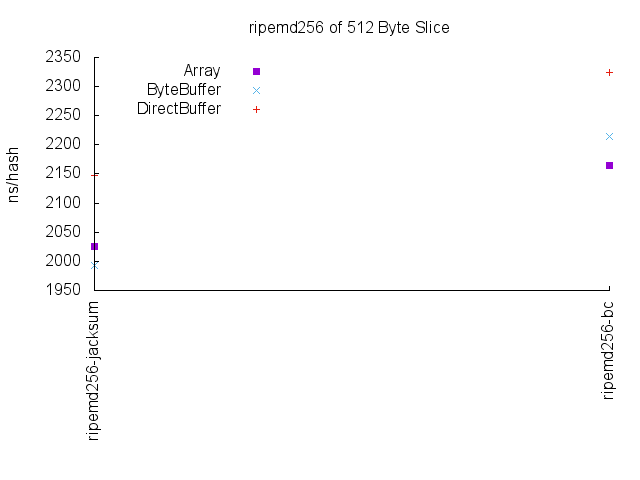 ripemd256 of 512 Byte Slice
ns/hash
2350
2300
2250
2200
2150
2100
2050
2000
1950
Array
ByteBuffer
DirectBuffer
ripemd256-jacksum
ripemd256-bc